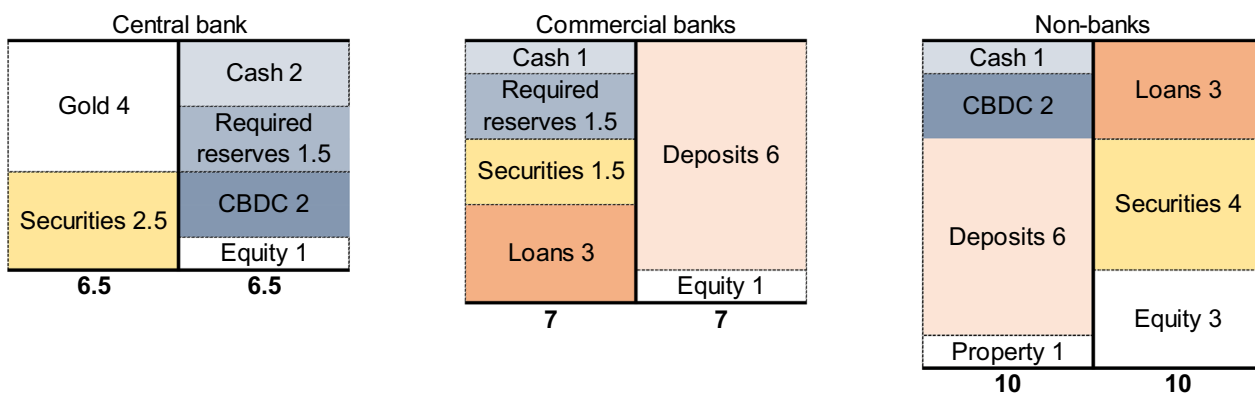 Central bank
Gold 4
Securities 2.5
Cash 2
Required
reserves 1.5
CBDC 2
Equity 1
6.5
6.5
Commercial banks
Cash 1
Required
reserves 1.5
Securities 1.5
Loans 3
Deposits 6
Equity 1
7
7
Non-banks
Cash 1
CBDC 2
Deposits 6
Property 1
Loans 3
Securities 4
Equity 3
10
10